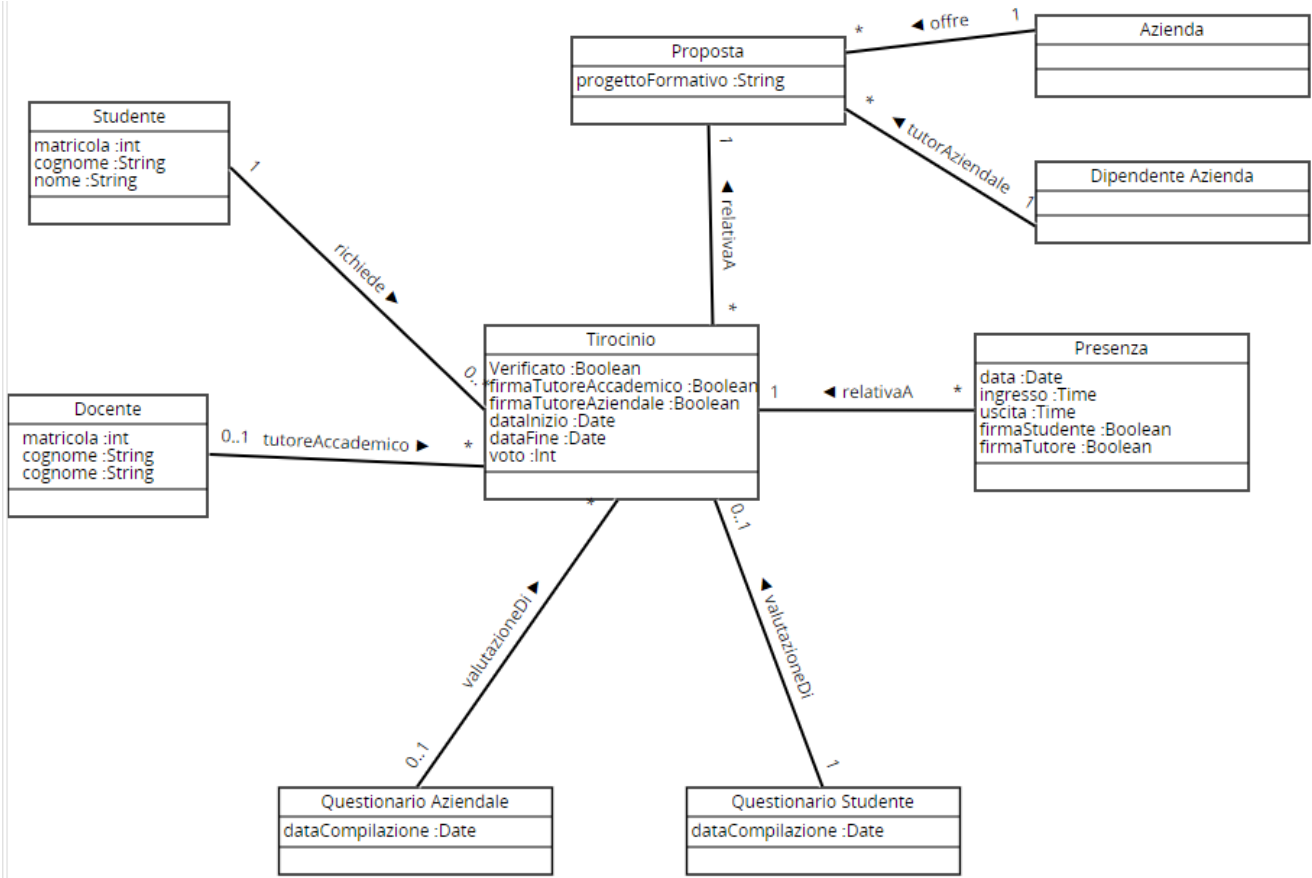 * ◄ offre 1
Azienda
Proposta
progettoFormativo :String
* ◄ tutorAziendale 1
Dipendente Azienda
Studente
matricola :int
cognome :String
nome :String
1
richiede ►
0..*
1
◄ relativaA
*
Tirocinio
Verificato :Boolean
firmaTutoreAccademico :Boolean
firmaTutoreAziendale :Boolean
dataInizio :Date
dataFine :Date
voto :Int
1 ◄ relativaA *
Presenza
data :Date
ingresso :Time
uscita :Time
firmaStudente :Boolean
firmaTutore :Boolean
Docente
matricola :int
cognome :String
cognome :String
0..1 tutoreAccademico ► *
*
valutazioneDi ►
0..1
0..1
◄ valutazioneDi
1
Questionario Aziendale
dataCompilazione :Date
Questionario Studente
dataCompilazione :Date